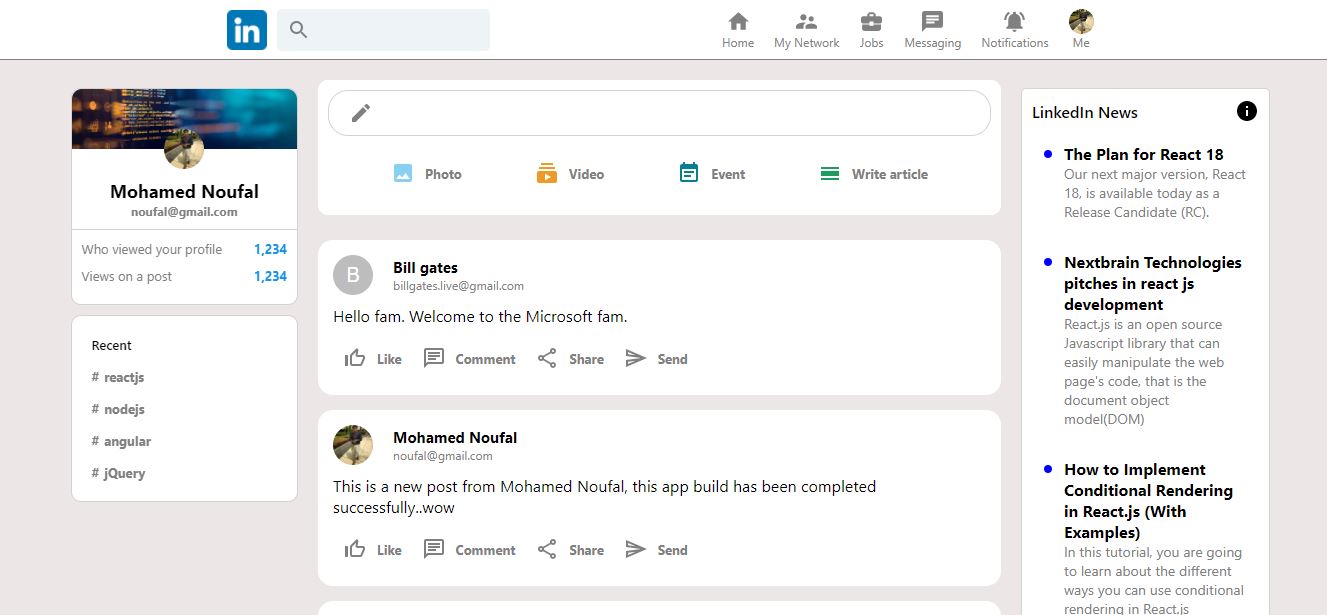 in
Home
My Network
Jobs
Messaging
Notifications
Me
Mohamed Noufal
noufal@gmail.com
Who viewed your profile 1,234
Views on a post 1,234
Recent
# reactjs
# nodejs
# angular
# jQuery
Photo
Video
Event
Write article
B
Bill gates
billgates.live@gmail.com
Hello fam. Welcome to the Microsoft fam.
Like
Comment
Share
Send
Mohamed Noufal
noufal@gmail.com
This is a new post from Mohamed Noufal, this app build has been completed
successfully..wow
Like
Comment
Share
Send
LinkedIn News
The Plan for React 18
Our next major version, React
18, is available today as a
Release Candidate (RC).
Nextbrain Technologies
pitches in react js
development
React.js is an open source
Javascript library that can
easily manipulate the web
page's code, that is the
document object
model(DOM)
How to Implement
Conditional Rendering
in React.js (With
Examples)
In this tutorial, you are going
to learn about the different
ways you can use conditional
rendering in React.js